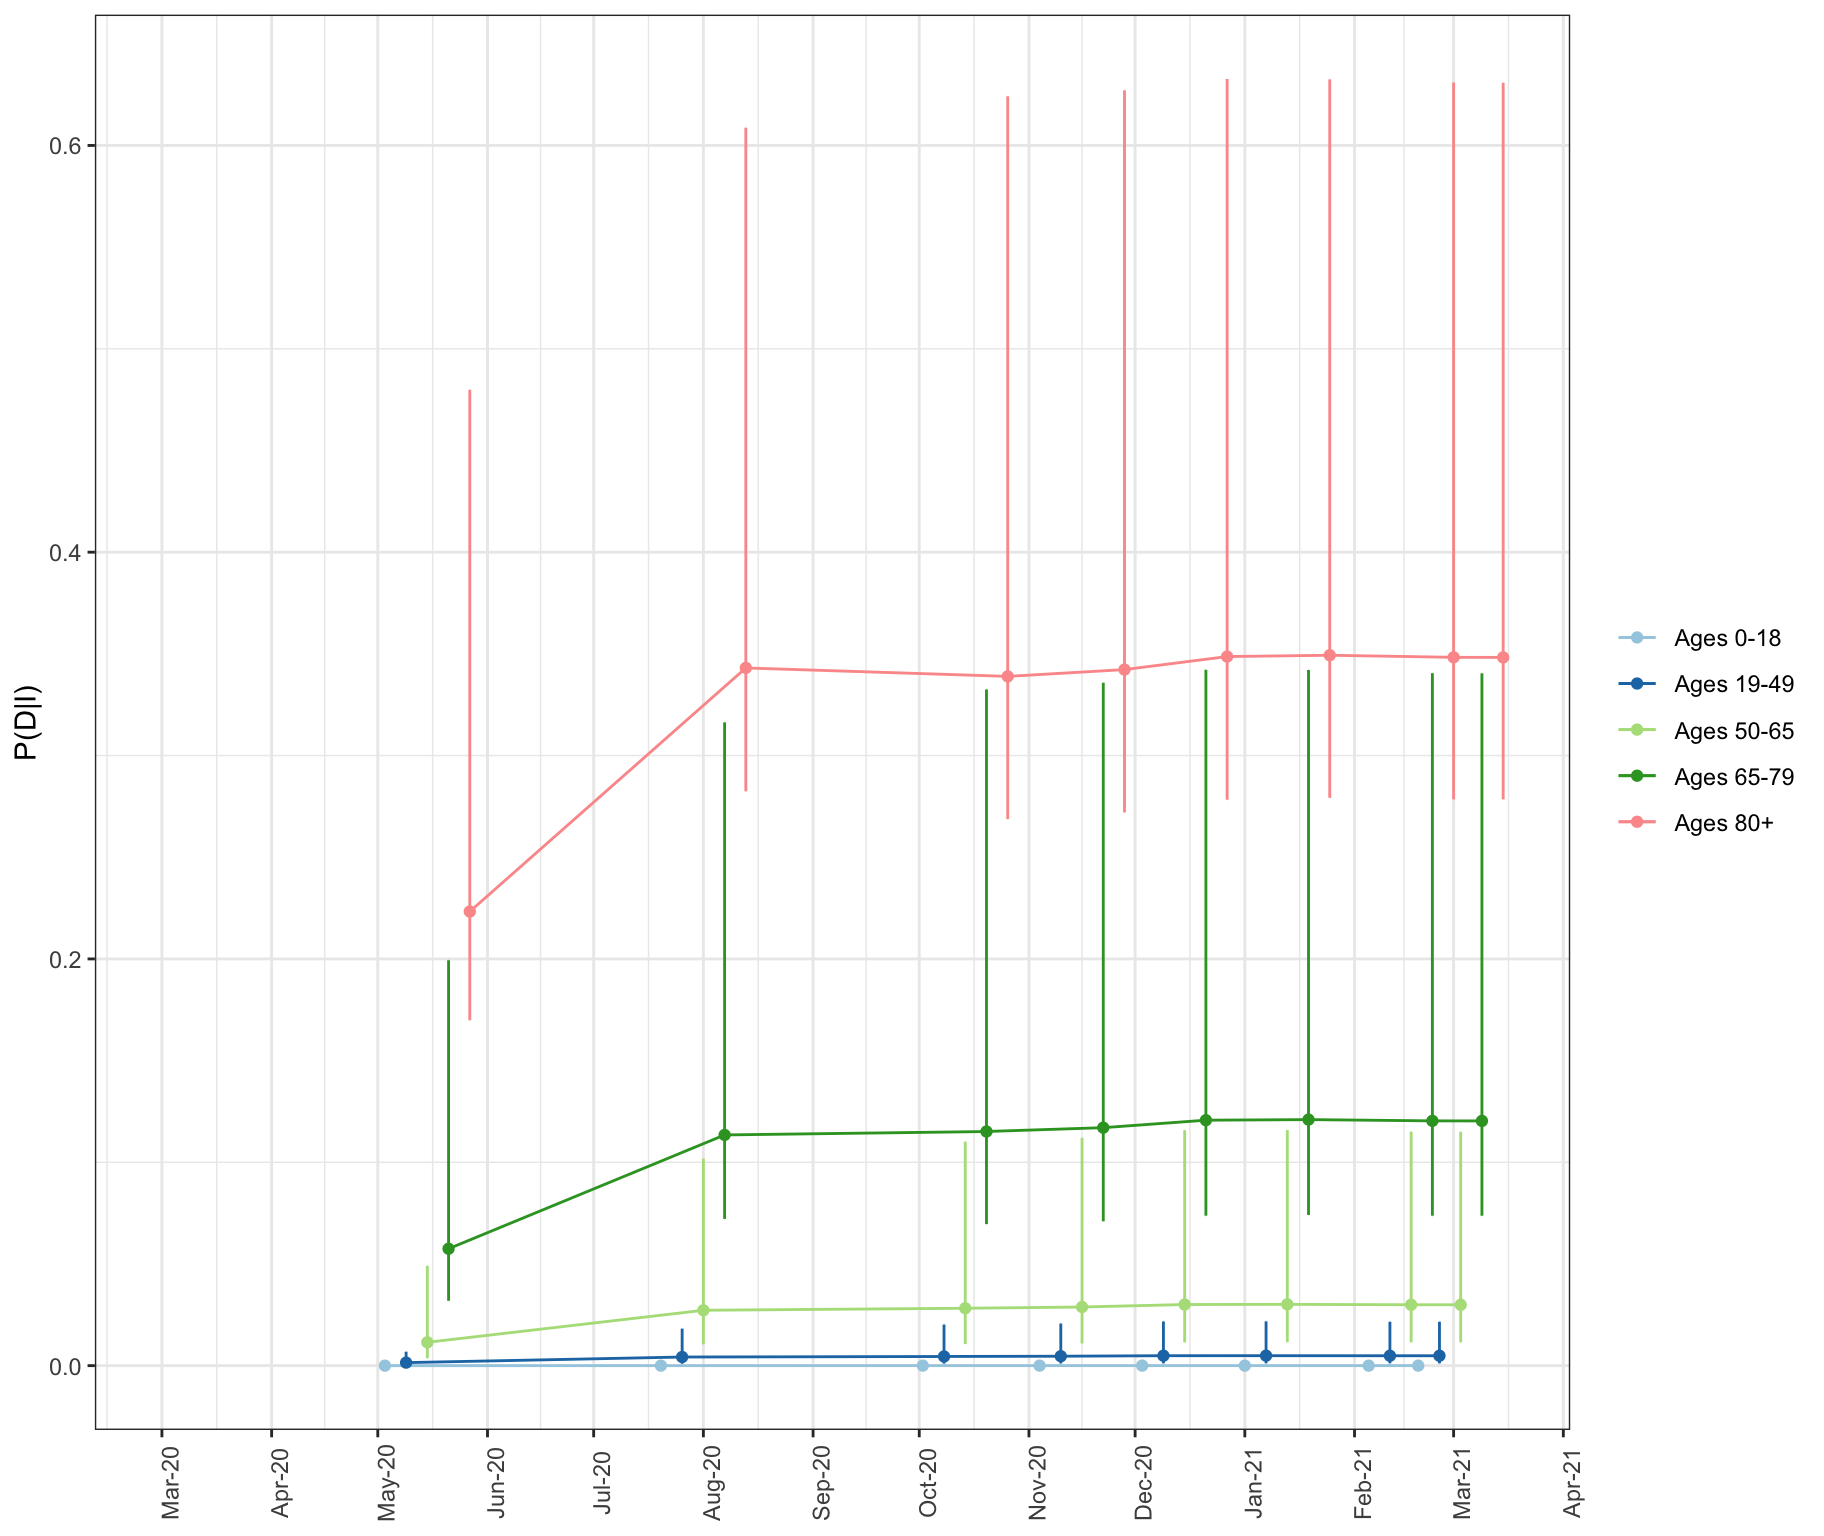 P(D|I)
0.6
0.4
0.2
0.0
Mar-20
Apr-20
May-20
Jun-20
Jul-20
Aug-20
Sep-20
Oct-20
Nov-20
Dec-20
Jan-21
Feb-21
Mar-21
Apr-21
Ages 0-18
Ages 19-49
Ages 50-65
Ages 65-79
Ages 80+